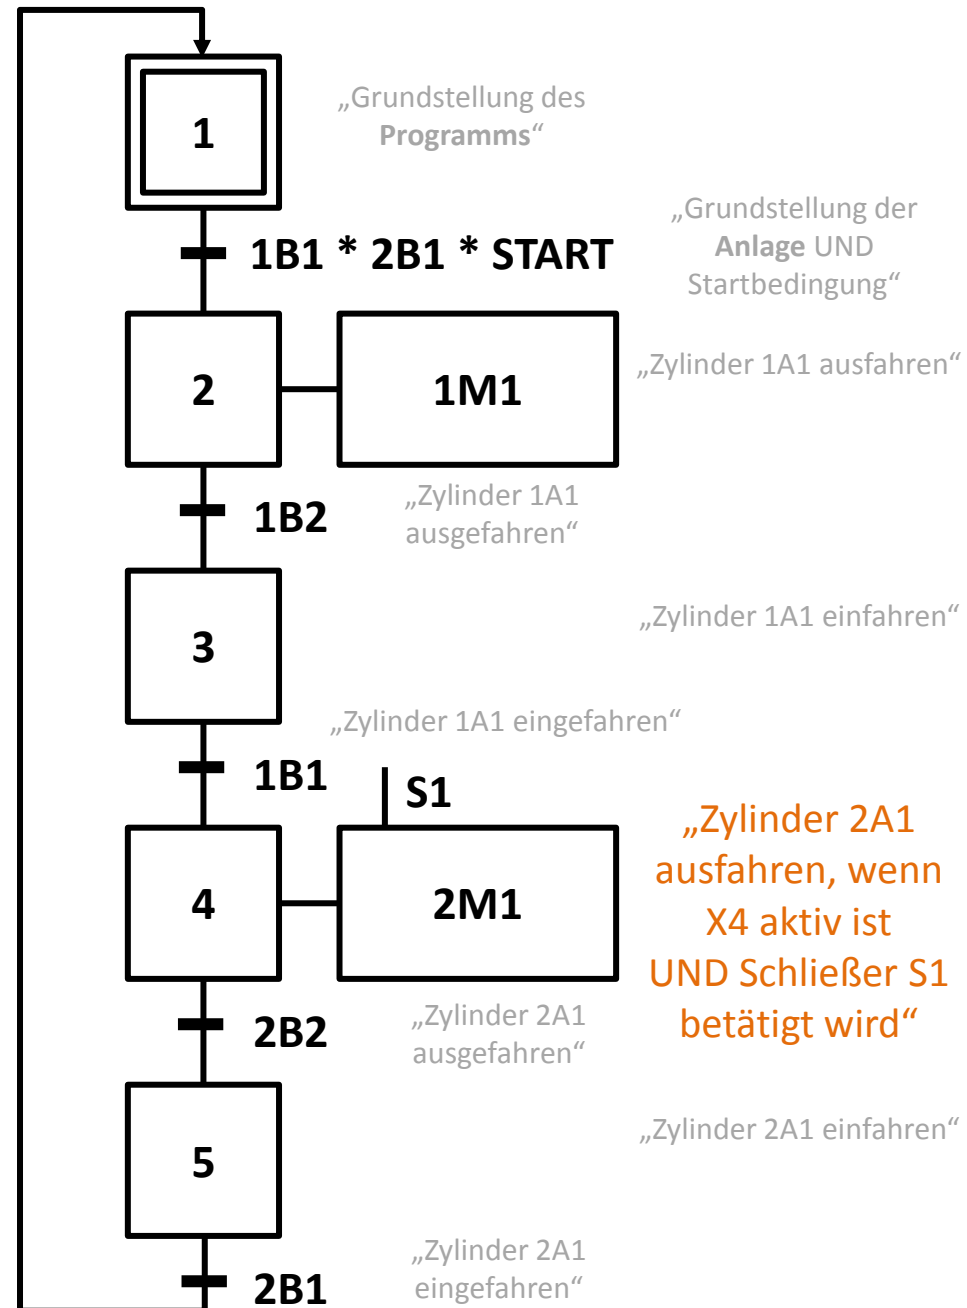 1
„Grundstellung des
Programms“
1B1 * 2B1 * START
„Grundstellung der
Anlage UND
Startbedingung“
2
1M1
„Zylinder 1A1 ausfahren“
1B2
„Zylinder 1A1
ausgefahren“
3
„Zylinder 1A1 einfahren“
1B1
„Zylinder 1A1 eingefahren“
S1
4
2M1
„Zylinder 2A1
ausfahren, wenn
X4 aktiv ist
UND Schließer S1
betätigt wird“
2B2
„Zylinder 2A1
ausgefahren“
5
„Zylinder 2A1 einfahren“
2B1
„Zylinder 2A1
eingefahren“